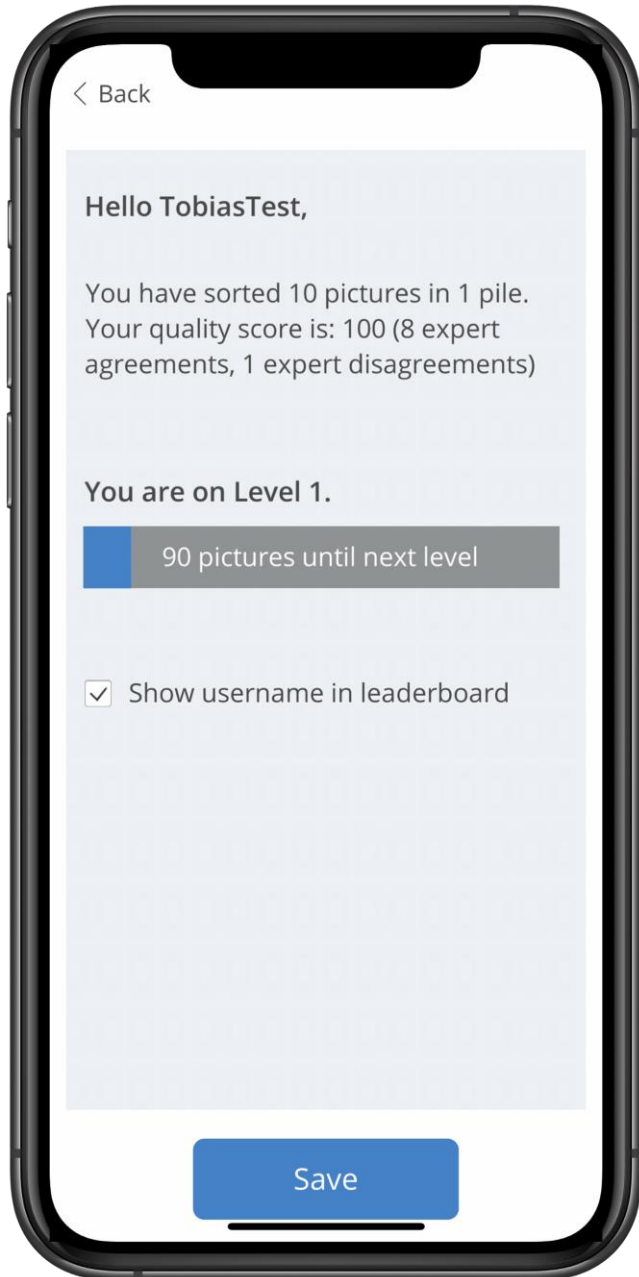 Back
Hello TobiasTest,
You have sorted 10 pictures in 1 pile.
Your quality score is: 100 (8 expert
agreements, 1 expert disagreements)
You are on Level 1.
90 pictures until next level
Show username in leaderboard
Save